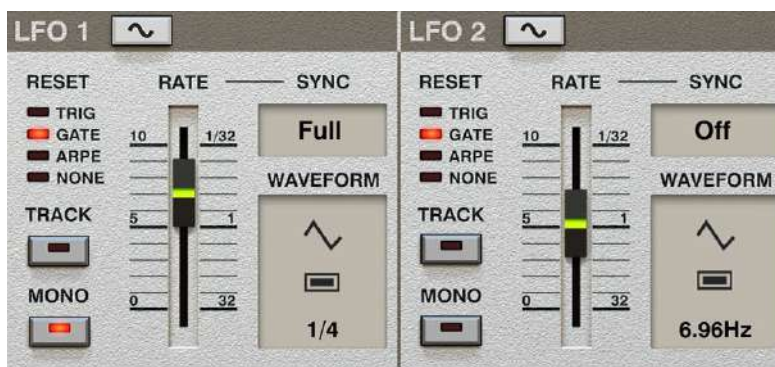 LFO 1
RESET
RATE
SYNC
TRIG
GATE
ARPE
NONE
10
1/32
5
1
0
32
Full
WAVEFORM
TRACK
MONO
1/4
LFO 2
RESET
RATE
SYNC
TRIG
GATE
ARPE
NONE
10
1/32
5
1
0
32
Off
WAVEFORM
TRACK
MONO
6.96Hz